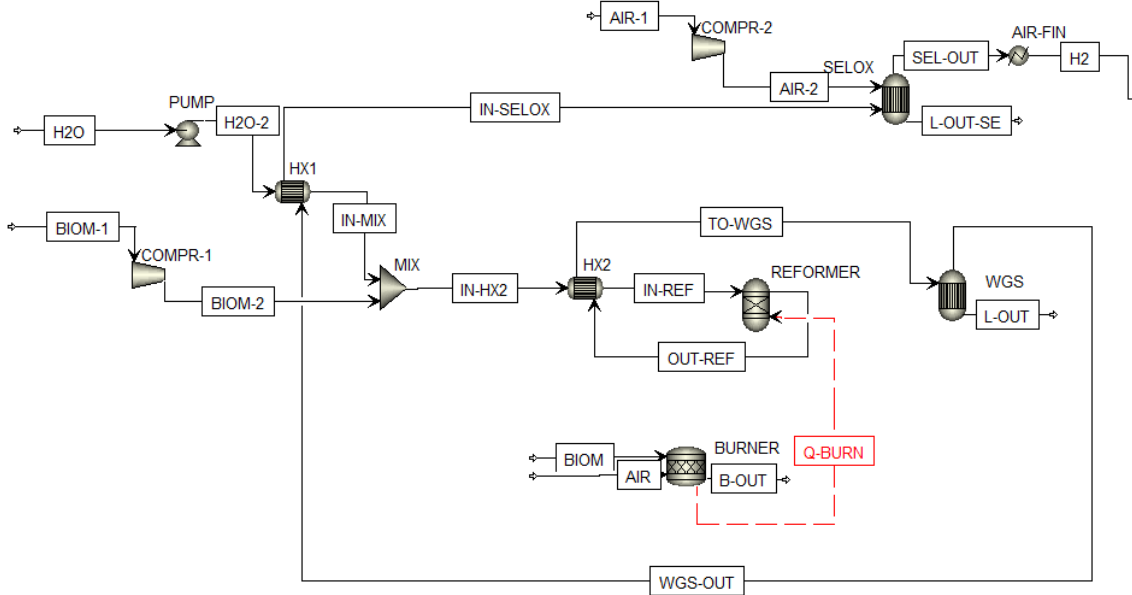 AIR-1
COMPR-2
AIR-FIN
SEL-OUT
H2
SELOX
AIR-2
IN-SELOX
PUMP
H2O-2
H2O
L-OUT-SE
HX1
BIOM-1
IN-MIX
TO-WGS
COMPR-1
MIX
HX2
REFORMER
WGS
IN-HX2
IN-REF
BIOM-2
L-OUT
OUT-REF
BURNER
Q-BURN
BIOM
AIR
B-OUT
WGS-OUT